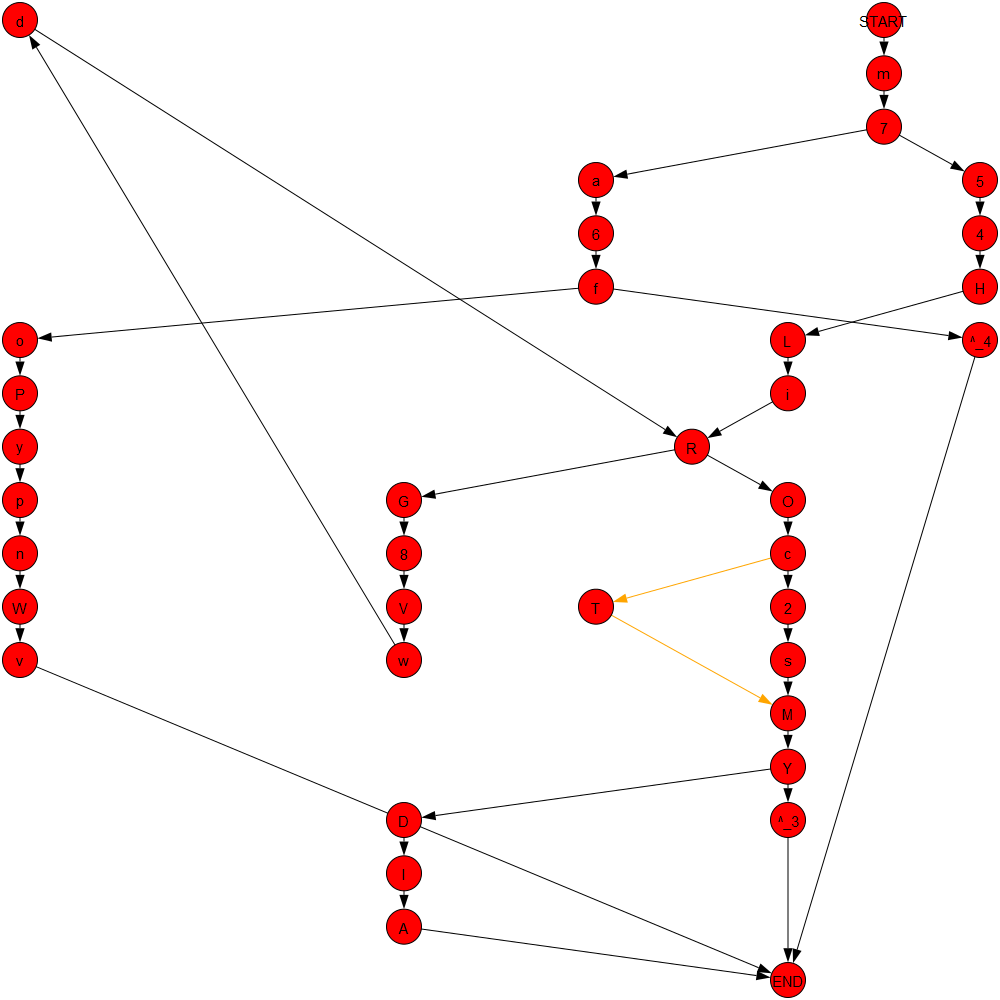 d START
m
7
a 5
6 4
f H
o L ^_4
P i
y R
p G O
n 8 c
W V T 2
v w s
M
Y
D ^_3
l
A
END